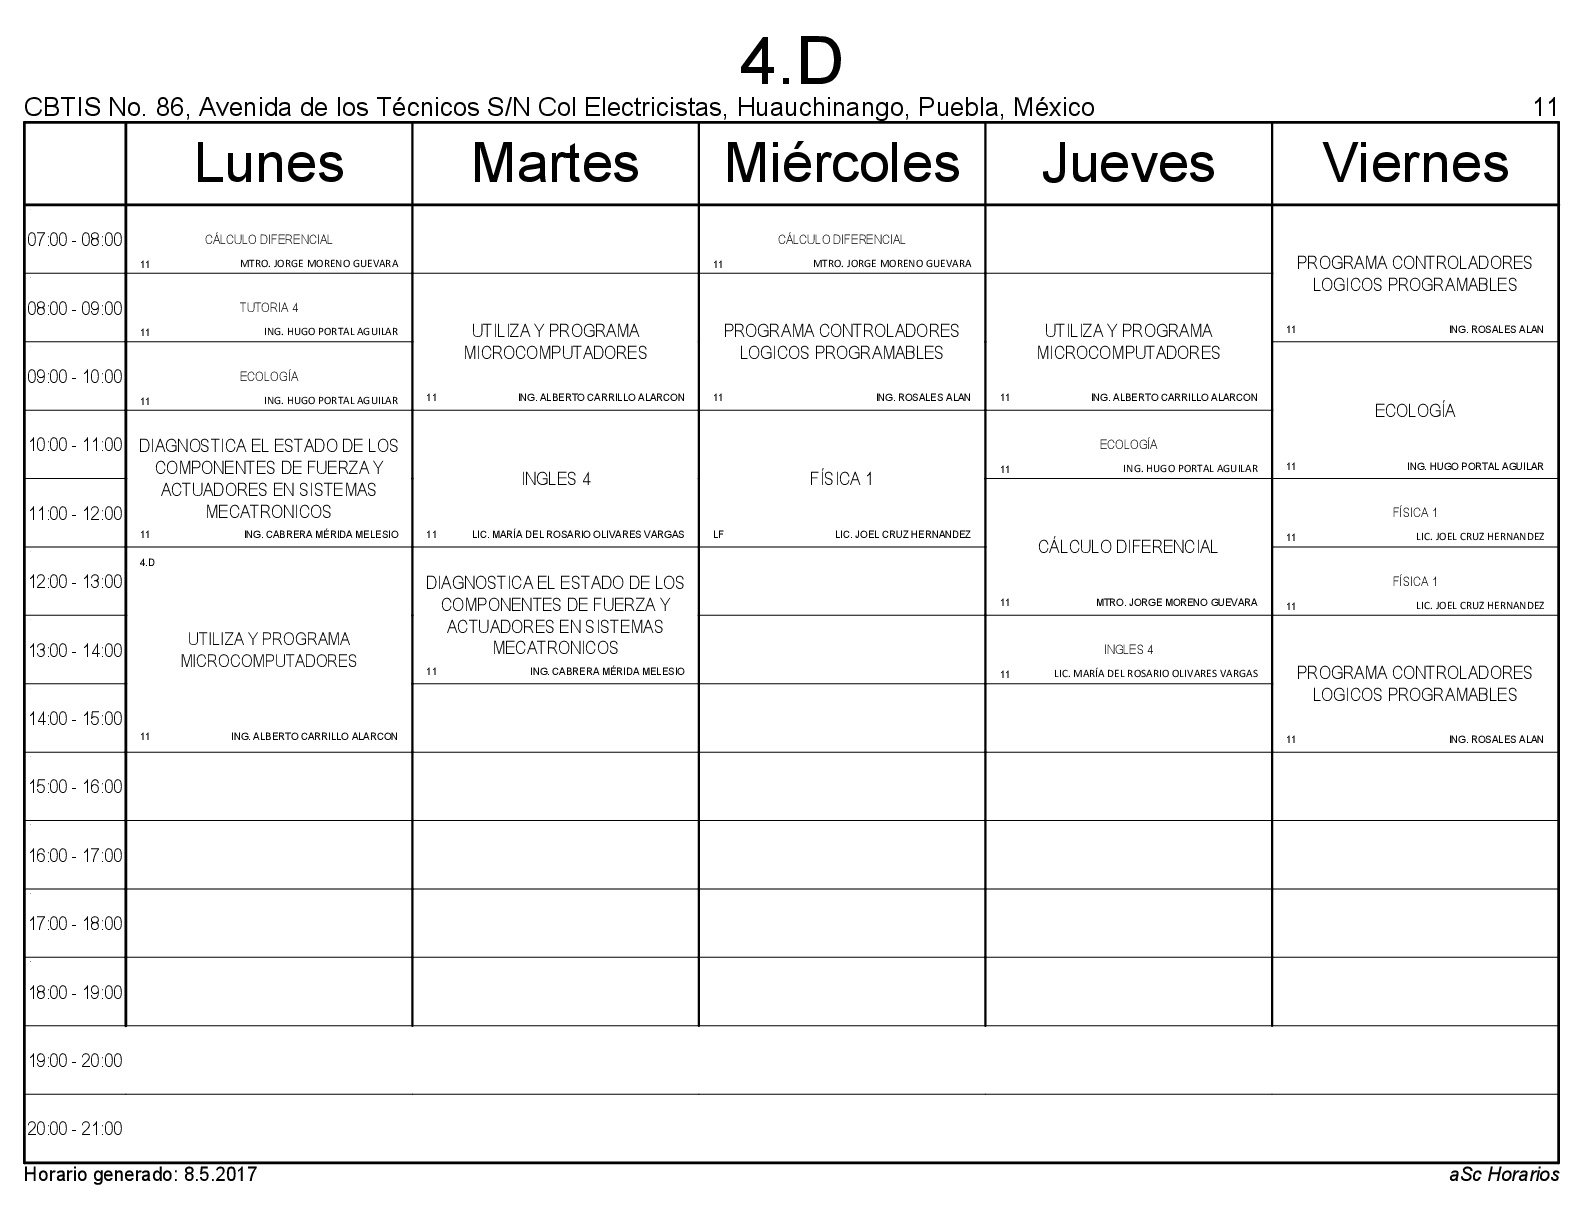 4.D
CBTIS No. 86, Avenida de los Técnicos S/N Col Electricistas, Huauchinango, Puebla, México 11
Lunes Martes Miércoles Jueves Viernes
07:00 - 08:00
CÁLCULO DIFERENCIAL
11 MTRO. JORGE MORENO GUEVARA
CÁLCULO DIFERENCIAL
11 MTRO. JORGE MORENO GUEVARA
PROGRAMA CONTROLADORES
LOGICOS PROGRAMABLES
11 ING. ROSALES ALAN
08:00 - 09:00
TUTORIA 4
11 ING. HUGO PORTAL AGUILAR
UTILIZA Y PROGRAMA
MICROCOMPUTADORES
11 ING. ALBERTO CARRILLO ALARCON
PROGRAMA CONTROLADORES
LOGICOS PROGRAMABLES
11 ING. ROSALES ALAN
UTILIZA Y PROGRAMA
MICROCOMPUTADORES
11 ING. ALBERTO CARRILLO ALARCON
09:00 - 10:00
ECOLOGÍA
11 ING. HUGO PORTAL AGUILAR
ECOLOGÍA
11 ING. HUGO PORTAL AGUILAR
10:00 - 11:00
DIAGNOSTICA EL ESTADO DE LOS
COMPONENTES DE FUERZA Y
ACTUADORES EN SISTEMAS
MECATRONICOS
11 ING. CABRERA MÉRIDA MELESIO
INGLES 4
11 LIC. MARÍA DEL ROSARIO OLIVARES VARGAS
FÍSICA 1
LF LIC. JOEL CRUZ HERNANDEZ
ECOLOGÍA
11 ING. HUGO PORTAL AGUILAR
11:00 - 12:00
CÁLCULO DIFERENCIAL
11 MTRO. JORGE MORENO GUEVARA
FÍSICA 1
11 LIC. JOEL CRUZ HERNANDEZ
12:00 - 13:00
4.D
UTILIZA Y PROGRAMA
MICROCOMPUTADORES
11 ING. ALBERTO CARRILLO ALARCON
DIAGNOSTICA EL ESTADO DE LOS
COMPONENTES DE FUERZA Y
ACTUADORES EN SISTEMAS
MECATRONICOS
11 ING. CABRERA MÉRIDA MELESIO
FÍSICA 1
11 LIC. JOEL CRUZ HERNANDEZ
13:00 - 14:00
INGLES 4
11 LIC. MARÍA DEL ROSARIO OLIVARES VARGAS
PROGRAMA CONTROLADORES
LOGICOS PROGRAMABLES
11 ING. ROSALES ALAN
14:00 - 15:00
15:00 - 16:00
16:00 - 17:00
17:00 - 18:00
18:00 - 19:00
19:00 - 20:00
20:00 - 21:00
Horario generado: 8.5.2017 aSc Horarios